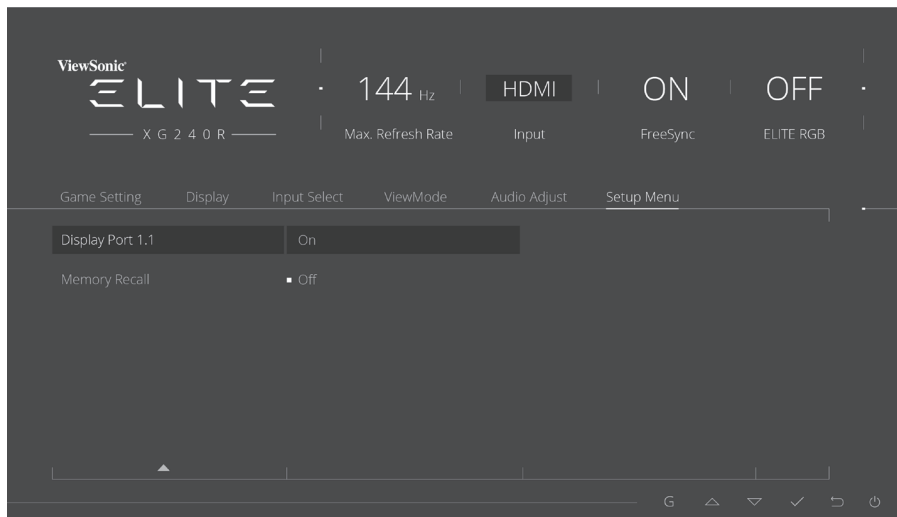 ViewSonic®
ELITE
XG240R
144 Hz
Max. Refresh Rate
HDMI
Input
ON
FreeSync
OFF
ELITE RGB
Game Setting Display Input Select ViewMode Audio Adjust Setup Menu
Display Port 1.1 On
Memory Recall Off
G